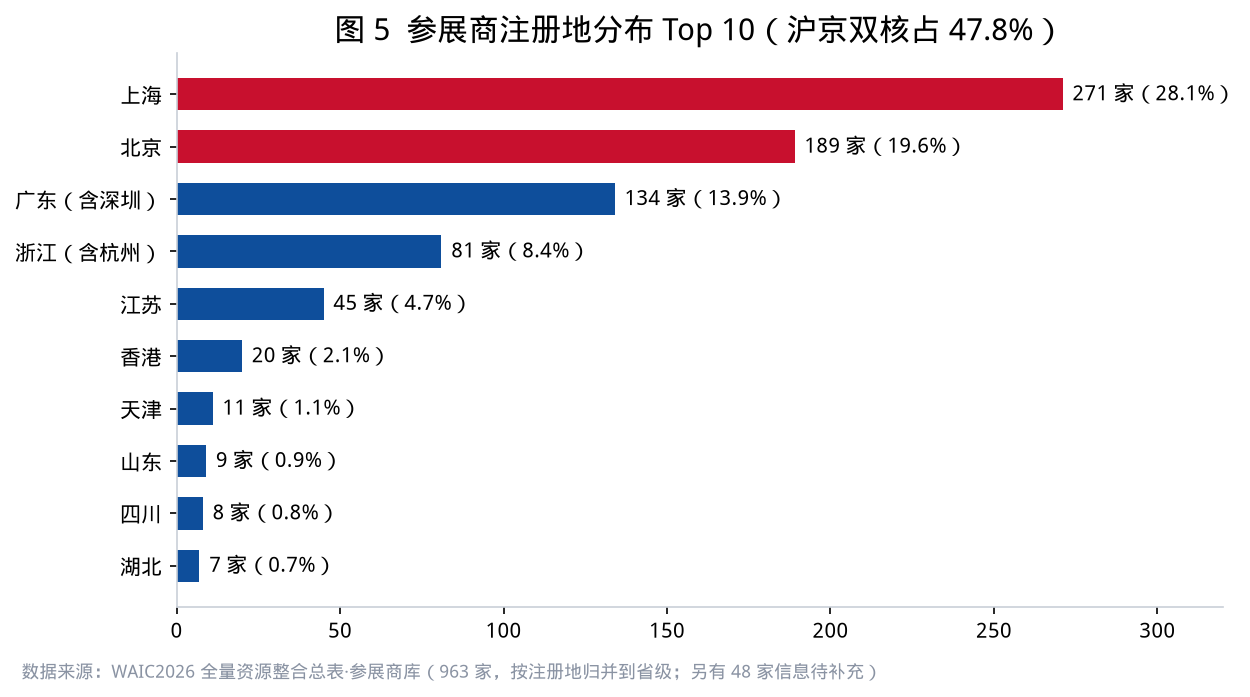 图 5 参展商注册地分布 Top 10（沪京双核占 47.8%）
上海 271 家（28.1%）
北京 189 家（19.6%）
广东（含深圳） 134 家（13.9%）
浙江（含杭州） 81 家（8.4%）
江苏 45 家（4.7%）
香港 20 家（2.1%）
天津 11 家（1.1%）
山东 9 家（0.9%）
四川 8 家（0.8%）
湖北 7 家（0.7%）
0 50 100 150 200 250 300
数据来源：WAIC2026 全量资源整合总表·参展商库（963 家，按注册地归并到省级；另有 48 家信息待补充）